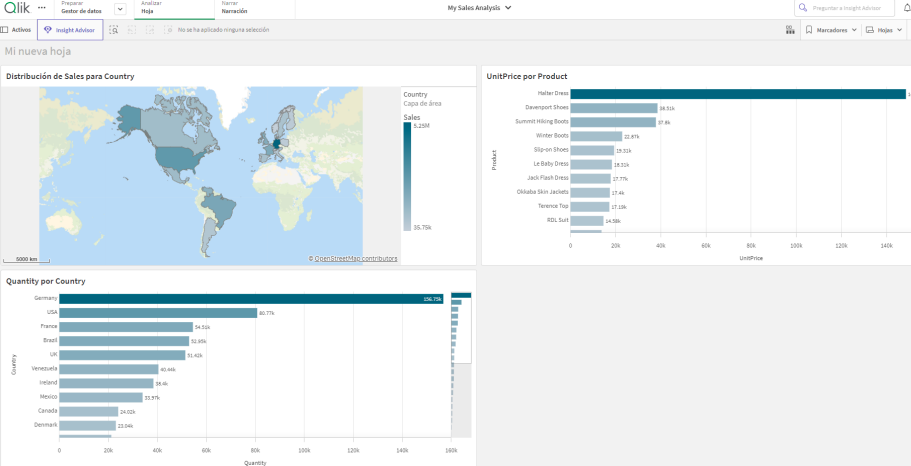 Qlik
Preparar
Gestor de datos
Analizar
Hoja
Narrar
Narración
My Sales Analysis
Preguntar a Insight Advisor
Activos
Insight Advisor
No se ha aplicado ninguna selección
Marcadores
Hojas
Mi nueva hoja
Distribución de Sales para Country
Country
Capa de área
Sales
5.25M
35.75k
5000 km
© OpenStreetMap contributors
UnitPrice por Product
Product
Halter Dress
Davenport Shoes 38.51k
Summit Hiking Boots 37.8k
Winter Boots 22.87k
Slip-on Shoes 19.31k
Le Baby Dress 18.31k
Jack Flash Dress 17.77k
Okkaba Skin Jackets 17.4k
Terence Top 17.19k
RDL Suit 14.58k
0 20k 40k 60k 80k 100k 120k 140k
UnitPrice
Quantity por Country
Country
Germany 156.75k
USA 80.77k
France 54.51k
Brazil 52.95k
UK 51.42k
Venezuela 40.44k
Ireland 38.4k
Mexico 33.97k
Canada 24.02k
Denmark 23.04k
0 20k 40k 60k 80k 100k 120k 140k 160k
Quantity